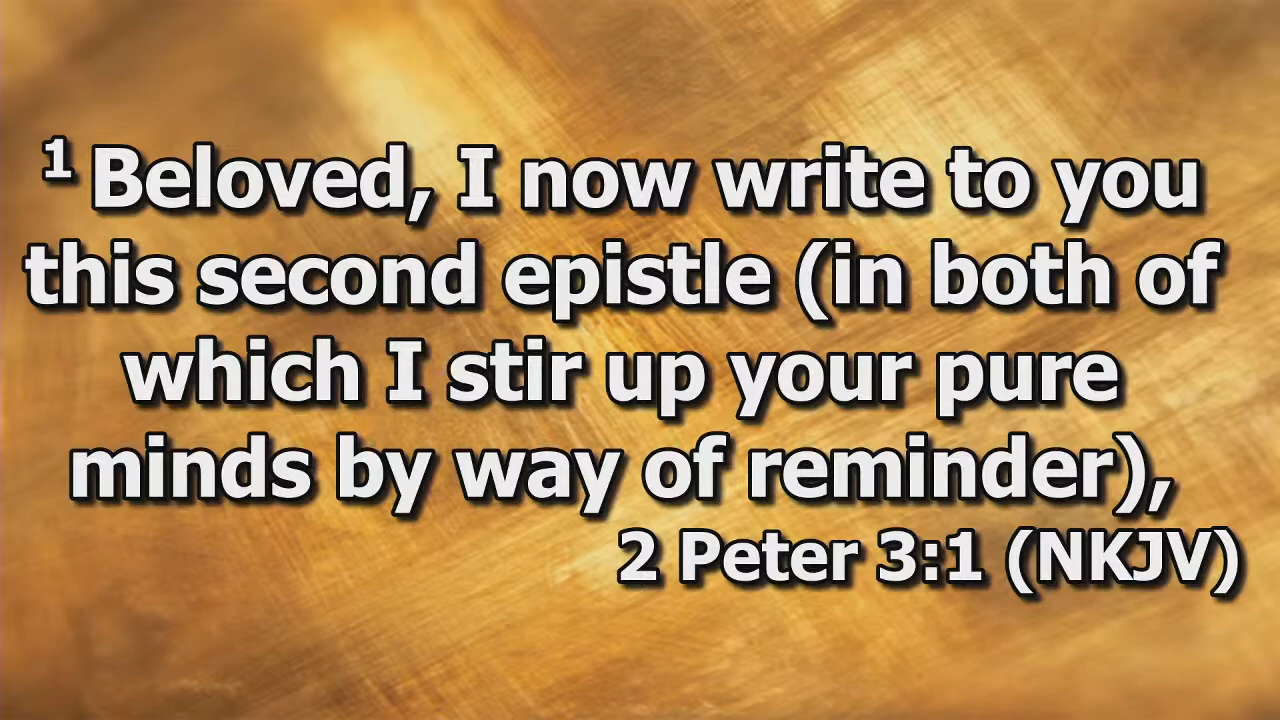 1 Beloved, I now write to you
this second epistle (in both of
which I stir up your pure
minds by way of reminder),
2 Peter 3:1 (NKJV)